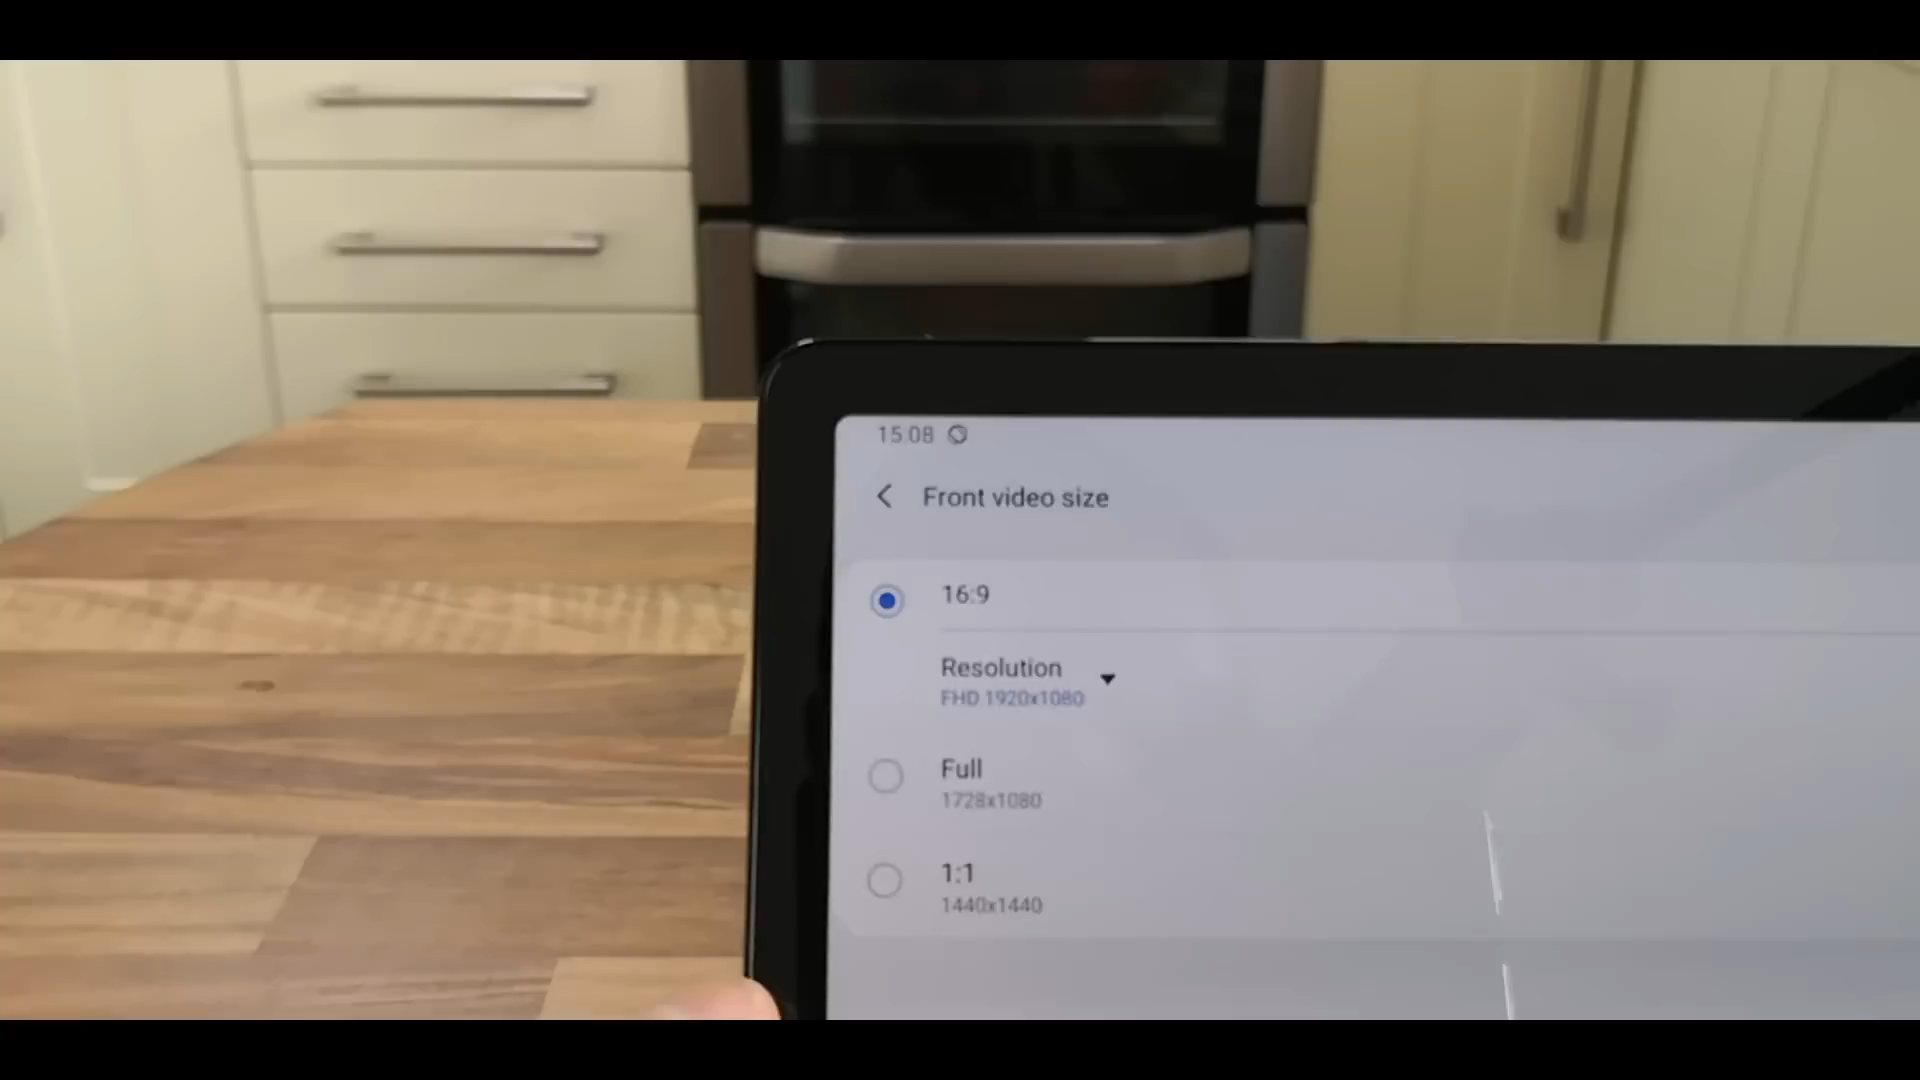 15:08
Front video size
16:9
Resolution
FHD 1920x1080
Full
1728x1080
1:1
1440x1440